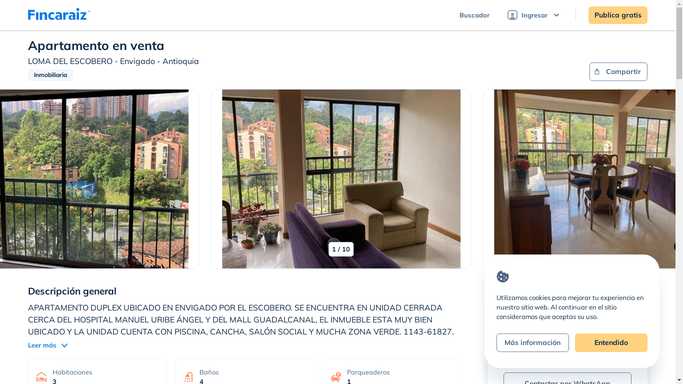 Fincaraiz
Buscador
Ingresar
Publica gratis
Apartamento en venta
LOMA DEL ESCOBERO - Envigado - Antioquia
Inmobiliaria
Compartir
1 / 10
Descripción general
APARTAMENTO DUPLEX UBICADO EN ENVIGADO POR EL ESCOBERO. SE ENCUENTRA EN UNIDAD CERRADA
CERCA DEL HOSPITAL MANUEL URIBE ÁNGEL Y DEL MALL GUADALCANAL, EL INMUEBLE ESTA MUY BIEN
UBICADO Y LA UNIDAD CUENTA CON PISCINA, CANCHA, SALÓN SOCIAL Y MUCHA ZONA VERDE. 1143-61827.
Leer más
Habitaciones
3
Baños
4
Parqueaderos
1
Utilizamos cookies para mejorar tu experiencia en
nuestro sitio web. Al continuar en el sitio
consideramos que aceptas su uso.
Más información
Entendido
Contactar por WhatsApp